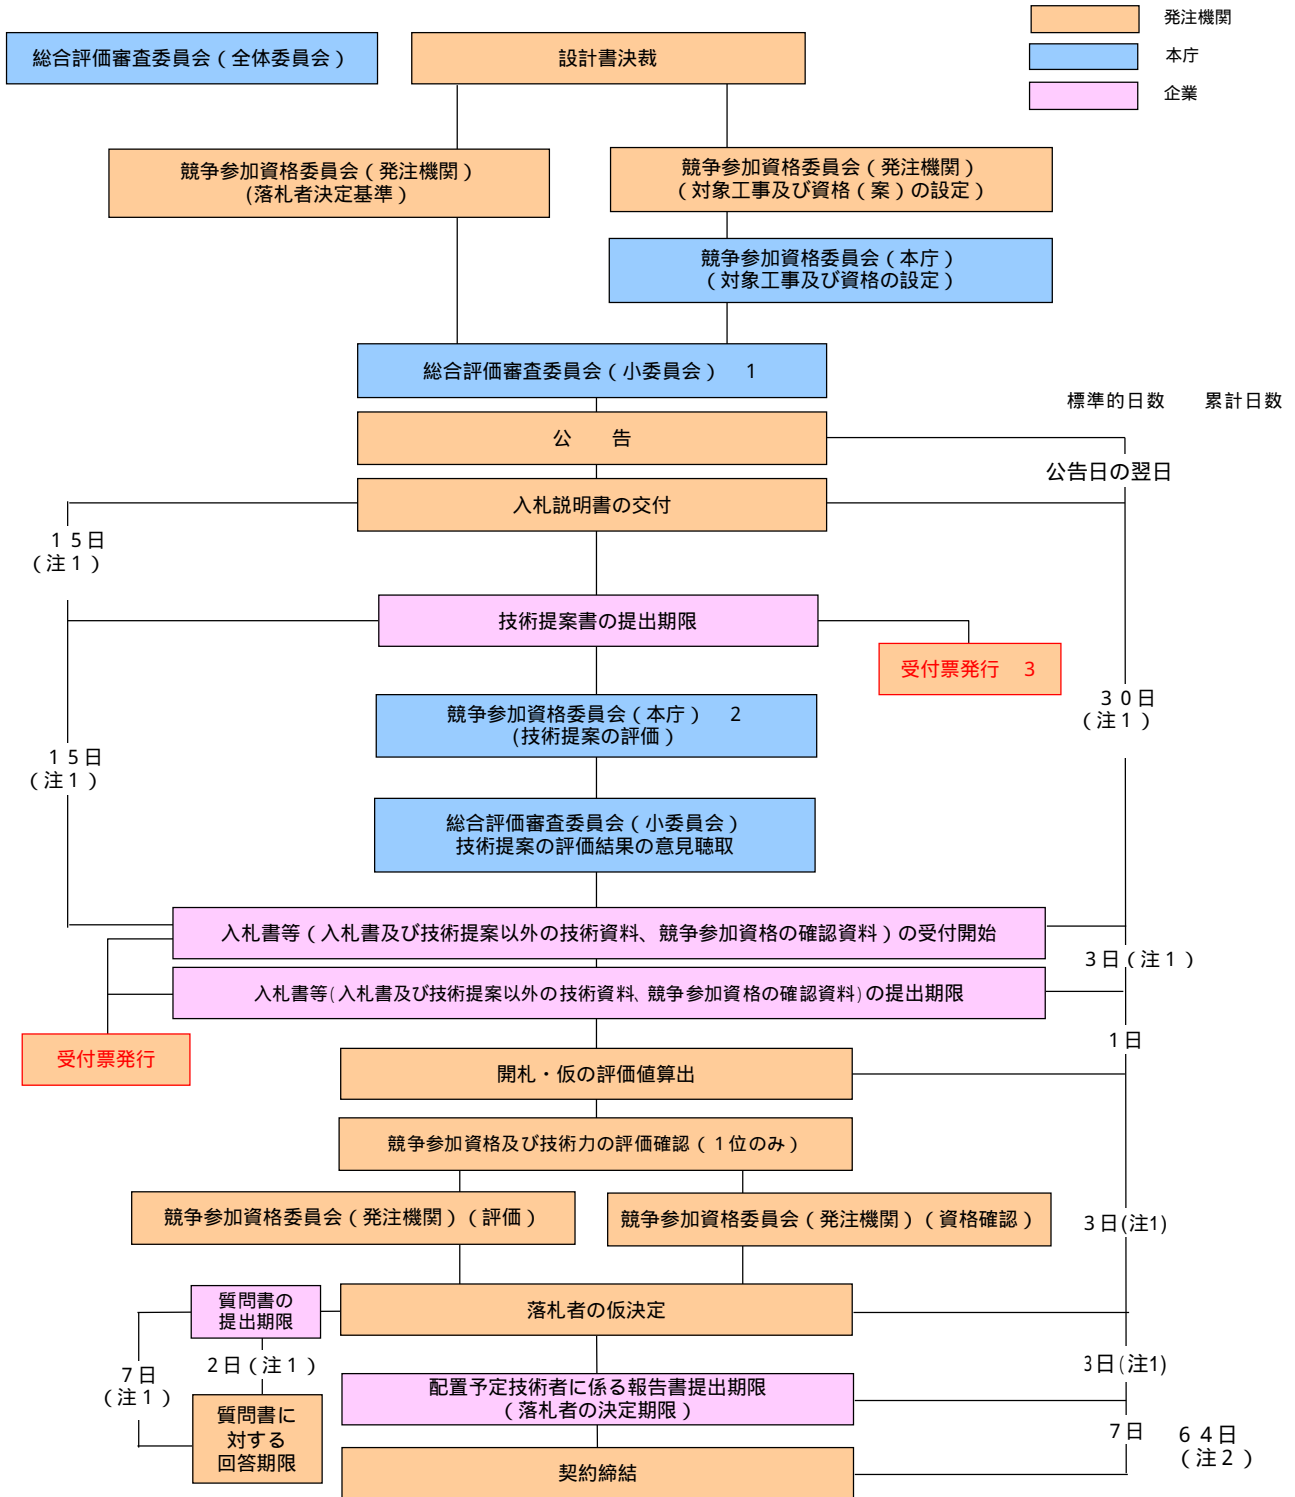 発注機関
総合評価審査委員会（全体委員会）
設計書決裁
本庁
企業
競争参加資格委員会（発注機関）
(落札者決定基準）
競争参加資格委員会（発注機関）
（対象工事及び資格（案）の設定）
競争参加資格委員会（本庁）
（対象工事及び資格の設定）
総合評価審査委員会（小委員会）　1
標準的日数　累計日数
公　　告
公告日の翌日
入札説明書の交付
１５日
（注１）
技術提案書の提出期限
受付票発行　3
３０日
（注１）
競争参加資格委員会（本庁）　2
(技術提案の評価）
１５日
（注１）
総合評価審査委員会（小委員会）
技術提案の評価結果の意見聴取
入札書等（入札書及び技術提案以外の技術資料、競争参加資格の確認資料）の受付開始
３日（注１）
入札書等(入札書及び技術提案以外の技術資料、競争参加資格の確認資料)の提出期限
受付票発行
１日
開札・仮の評価値算出
競争参加資格及び技術力の評価確認（１位のみ）
競争参加資格委員会（発注機関）（評価）
競争参加資格委員会（発注機関）（資格確認）
３日(注1)
質問書の
提出期限
落札者の仮決定
２日（注１）
3日(注1)
７日
（注１）
配置予定技術者に係る報告書提出期限
（落札者の決定期限）
質問書に
対する
回答期限
７日
６４日
（注２）
契約締結